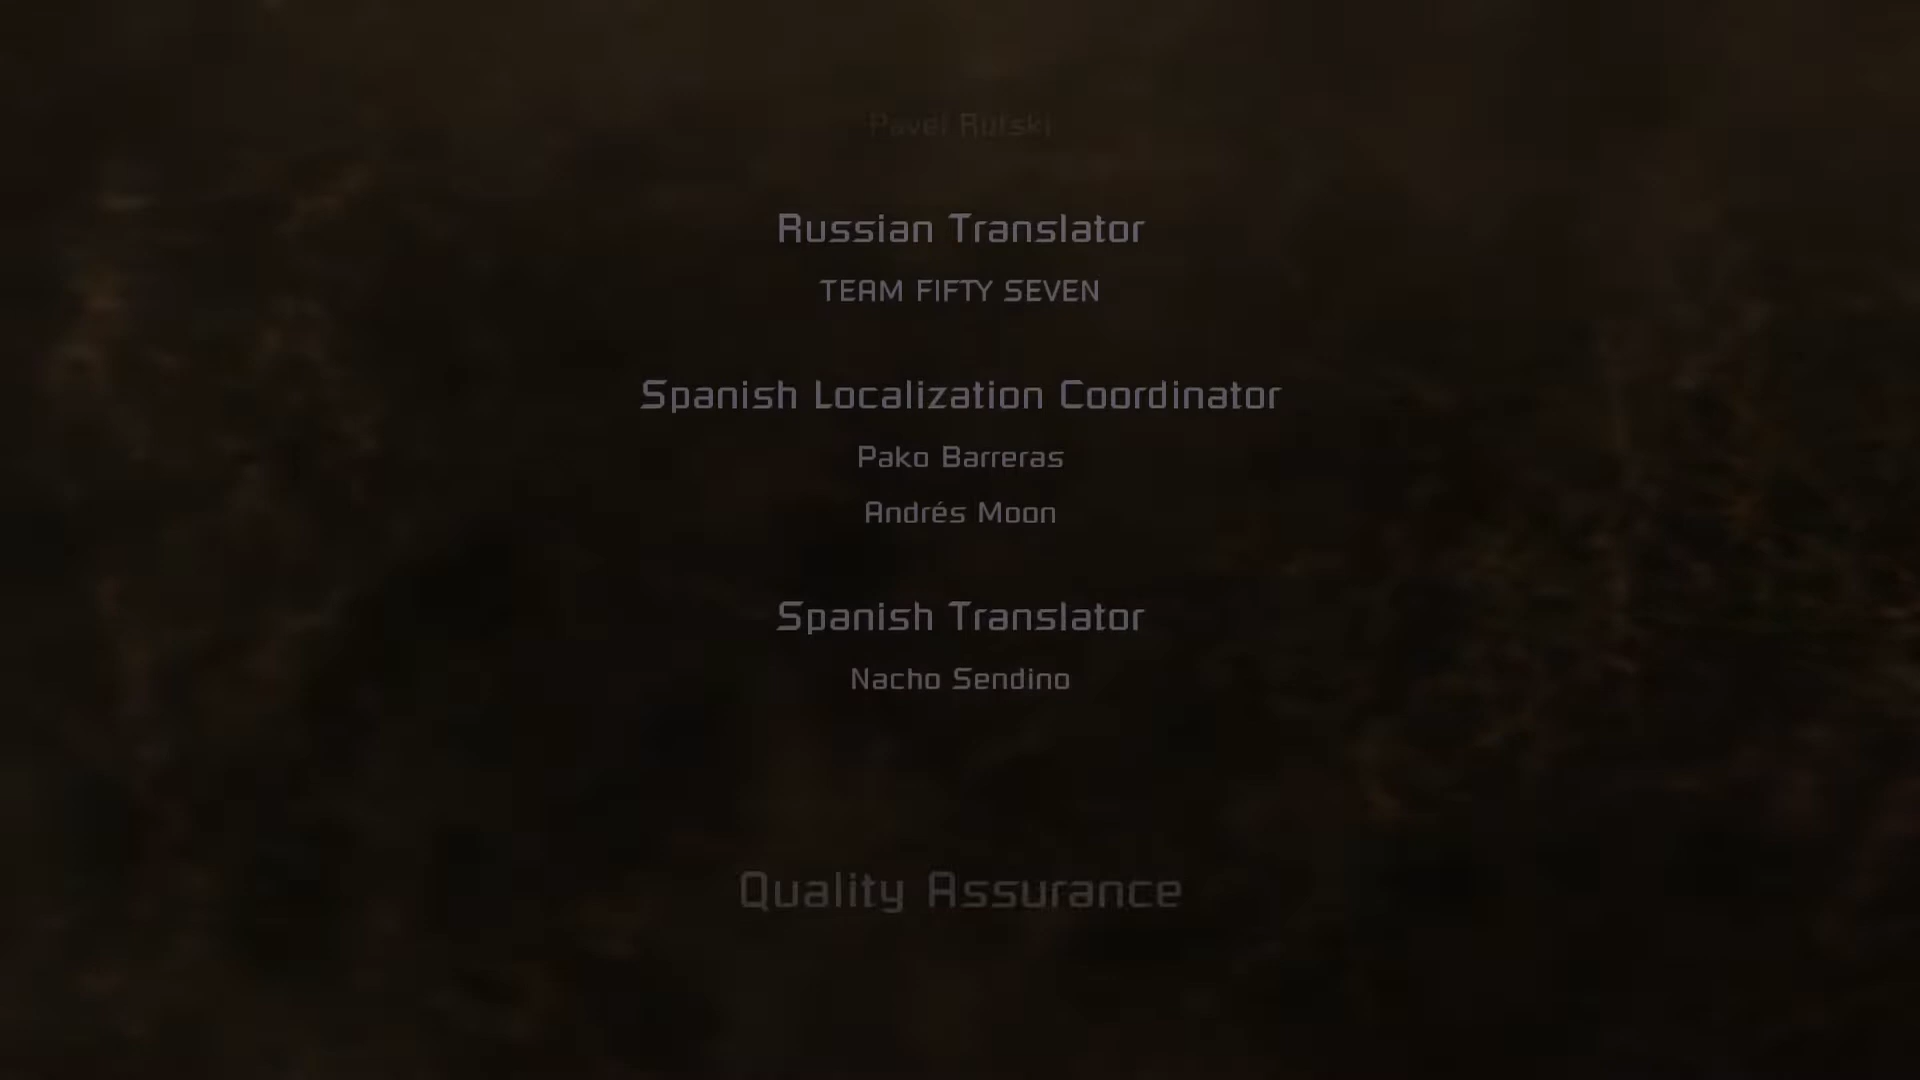 Russian Translator
TEAM FIFTY SEVEN
Spanish Localization Coordinator
Pako Barreras
Andrés Moon
Spanish Translator
Nacho Sendino
Quality Assurance